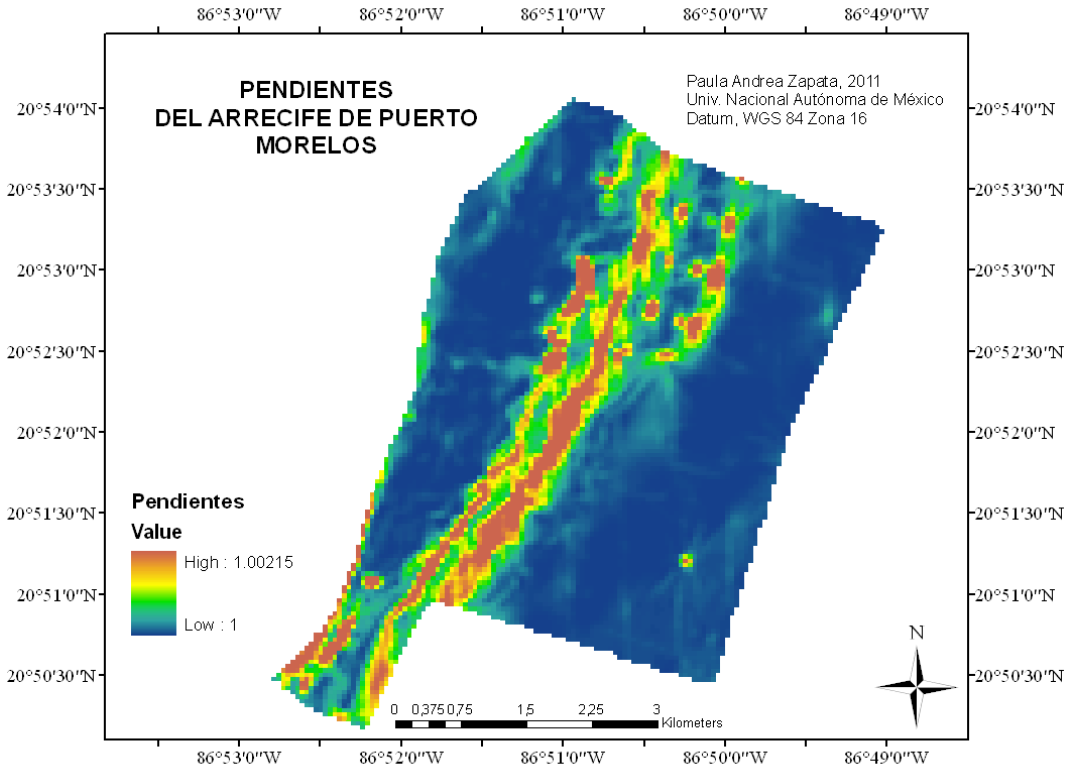 86°53'0"W 86°52'0"W 86°51'0"W 86°50'0"W 86°49'0"W
PENDIENTES
DEL ARRECIFE DE PUERTO
MORELOS
Paula Andrea Zapata, 2011
Univ. Nacional Autónoma de México
Datum, WGS 84 Zona 16
20°54'0"N 20°54'0"N
20°53'30"N 20°53'30"N
20°53'0"N 20°53'0"N
20°52'30"N 20°52'30"N
20°52'0"N 20°52'0"N
20°51'30"N 20°51'30"N
20°51'0"N 20°51'0"N
20°50'30"N 20°50'30"N
Pendientes
Value
High : 1.00215
Low : 1
N
0 0,375 0,75 1,5 2,25 3
Kilometers
86°53'0"W 86°52'0"W 86°51'0"W 86°50'0"W 86°49'0"W